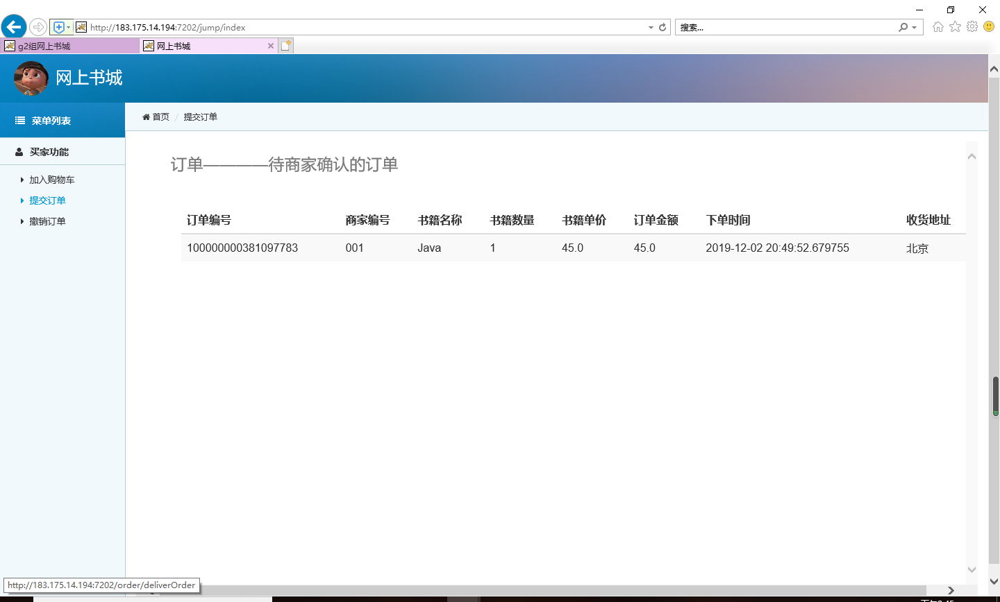 http://183.175.14.194:7202/jump/index
搜索...
g2组网上书城
网上书城
网上书城
菜单列表
首页 / 提交订单
买家功能
加入购物车
提交订单
撤销订单
订单————待商家确认的订单
订单编号 商家编号 书籍名称 书籍数量 书籍单价 订单金额 下单时间 收货地址
100000000381097783 001 Java 1 45.0 45.0 2019-12-02 20:49:52.679755 北京
http://183.175.14.194:7202/order/deliverOrder